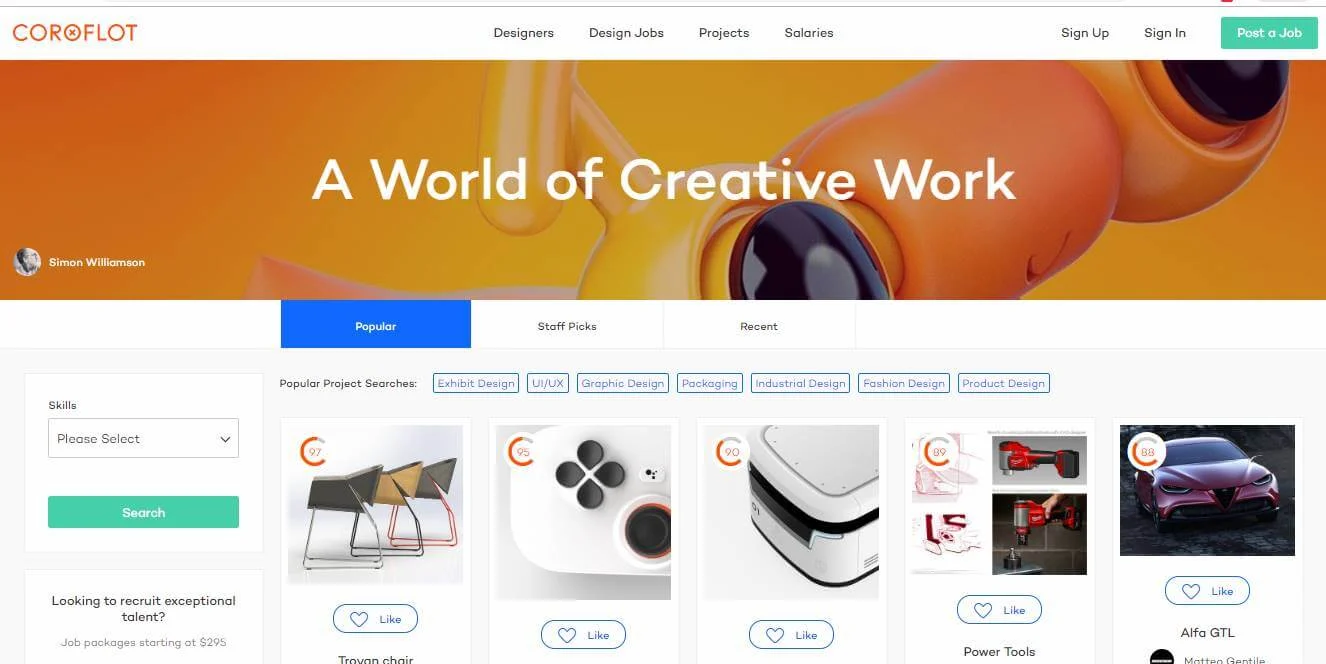 COROFLOT
Designers
Design Jobs
Projects
Salaries
Sign Up
Sign In
Post a Job
A World of Creative Work
Simon Williamson
Popular
Staff Picks
Recent
Skills
Please Select
Search
Looking to recruit exceptional
talent?
Job packages starting at $295
Popular Project Searches:
Exhibit Design
UI/UX
Graphic Design
Packaging
Industrial Design
Fashion Design
Product Design
97
Like
Trovan chair
95
Like
90
Like
89
Like
Power Tools
88
Like
Alfa GTL
Matteo Gentile